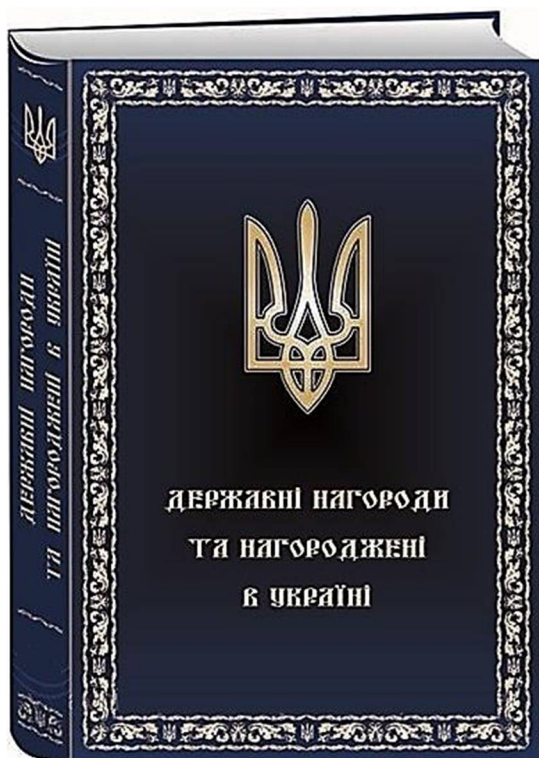 ДЕРЖАВНІ НАГОРОДИ
ТА НАГОРОДЖЕНІ В УКРАЇНІ
ДЕРЖАВНІ НАГОРОДИ
ТА НАГОРОДЖЕНІ
В УКРАЇНІ